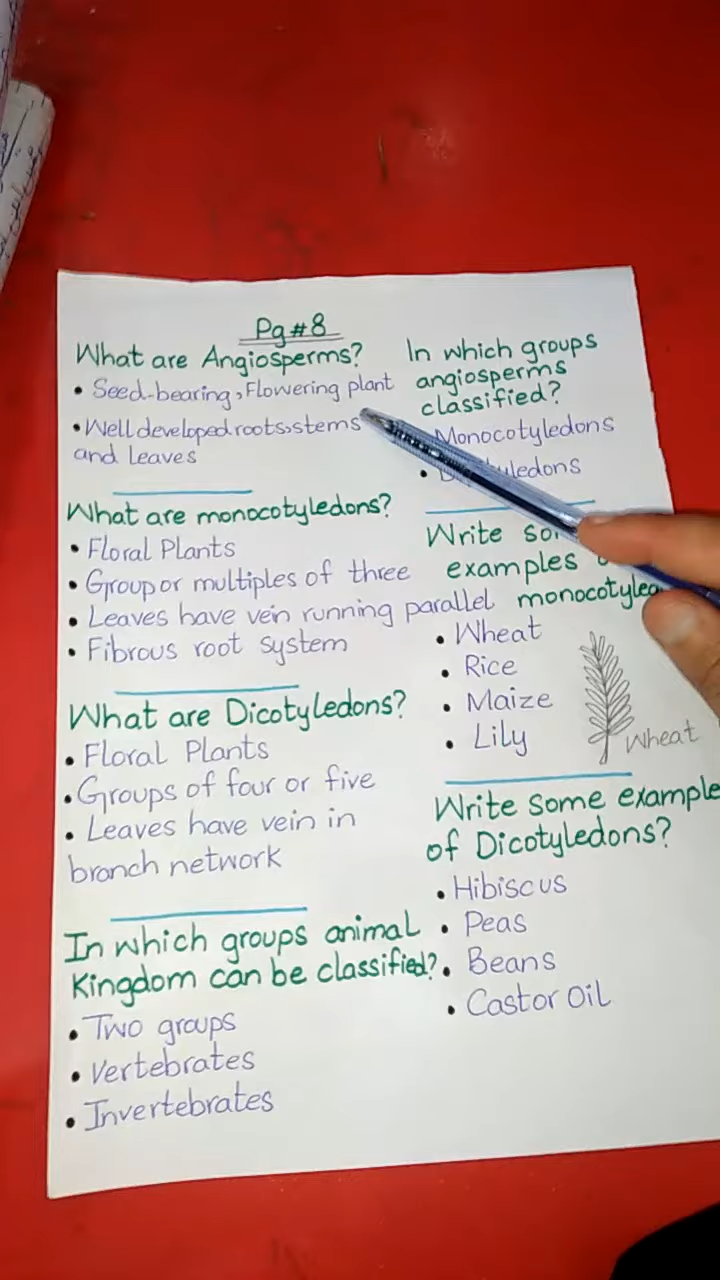 Pg#8
What are Angiosperms?
• Seed-bearing, Flowering plant
• Well developed roots, stems
and leaves
What are monocotyledons?
• Floral Plants
• Group or multiples of three
• Leaves have vein running parallel
• Fibrous root system
What are Dicotyledons?
• Floral Plants
• Groups of four or five
• Leaves have vein in
branch network
In which groups animal
Kingdom can be classified?
• Two groups
• Vertebrates
• Invertebrates
In which groups
angiosperms
classified?
Monocotyledons
•
Write
examples
• Wheat
• Rice
• Maize
• Lily
Wheat
Write some example
of Dicotyledons?
• Hibiscus
• Peas
• Beans
• Castor Oil